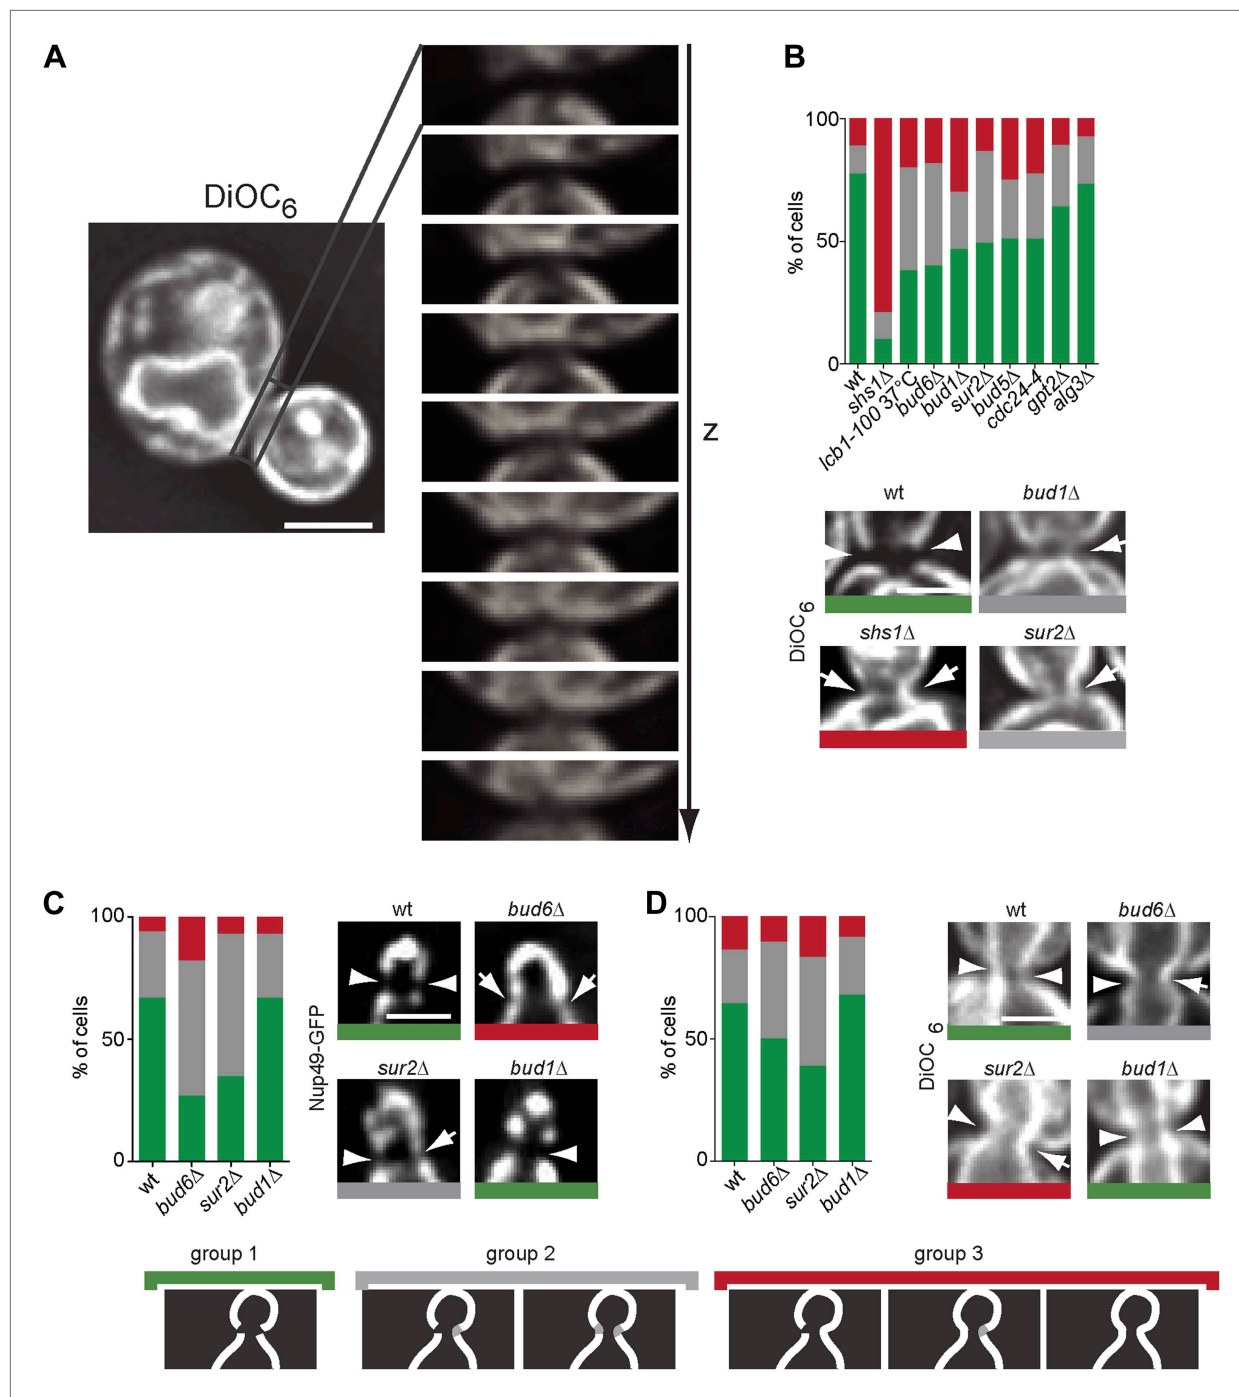 A
DiOC6
z
B
% of cells
100
50
0
wt
shs1Δ
lcb1-100 37°C
bud6Δ
bud1Δ
sur2Δ
bud5Δ
cdc24-4
gpt2Δ
alg3Δ
DiOC6
wt
bud1Δ
shs1Δ
sur2Δ
C
% of cells
100
50
0
wt
bud6Δ
sur2Δ
bud1Δ
Nup49-GFP
wt
bud6Δ
sur2Δ
bud1Δ
D
% of cells
100
50
0
wt
bud6Δ
sur2Δ
bud1Δ
DiOC6
wt
bud6Δ
sur2Δ
bud1Δ
group 1
group 2
group 3